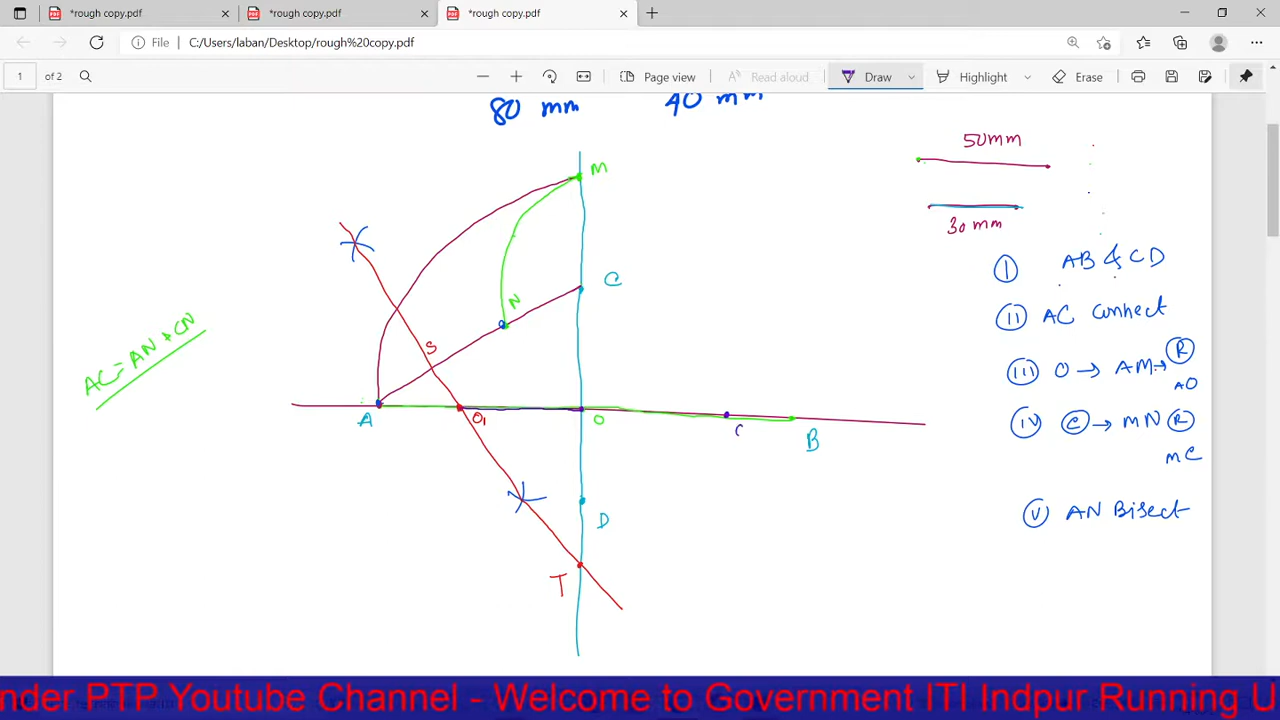 *rough copy.pdf
*rough copy.pdf
*rough copy.pdf
File
C:/Users/laban/Desktop/rough%20copy.pdf
1
of 2
Page view
Read aloud
Draw
Highlight
Erase
80 mm
40 mm
50mm
30mm
M
C
N
S
A
O1
O
C
B
D
T
AC=AN+CN
I AB & CD
II AC Connect
III O → AM → R
AO
IV C → MN R
MC
V AN Bisect
nder PTP Youtube Channel - Welcome to Government ITI Indpur Running U